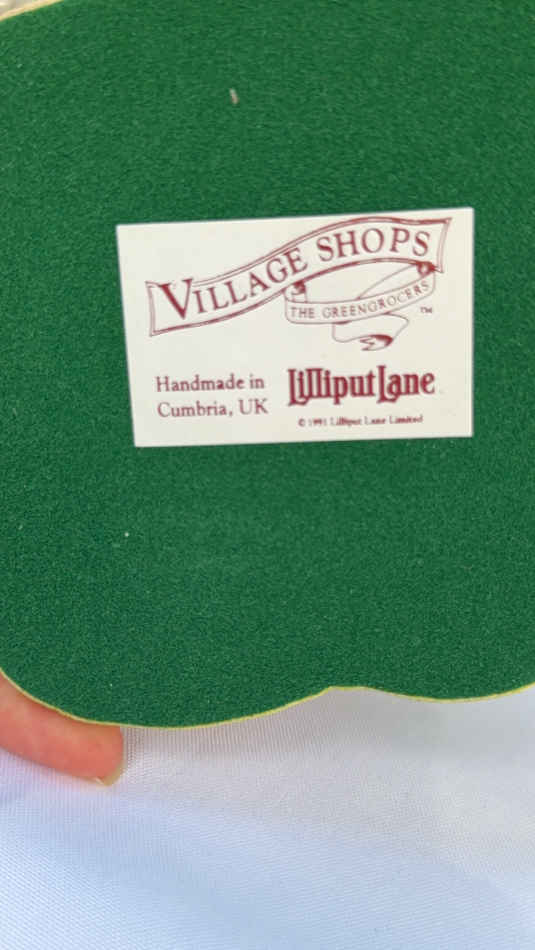 VILLAGE SHOPS
THE GREENGROCERS ™
Handmade in
Cumbria, UK
Lilliput Lane
© 1991 Lilliput Lane Limited